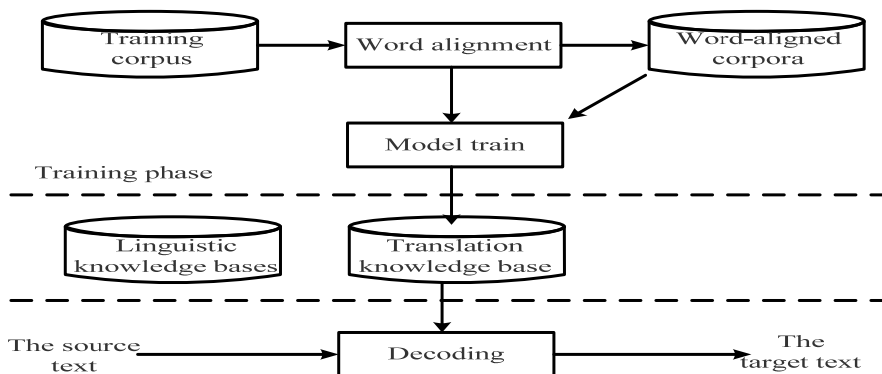 Training
corpus
Word alignment
Word-aligned
corpora
Model train
Training phase
Linguistic
knowledge bases
Translation
knowledge base
The source
text
Decoding
The
target text